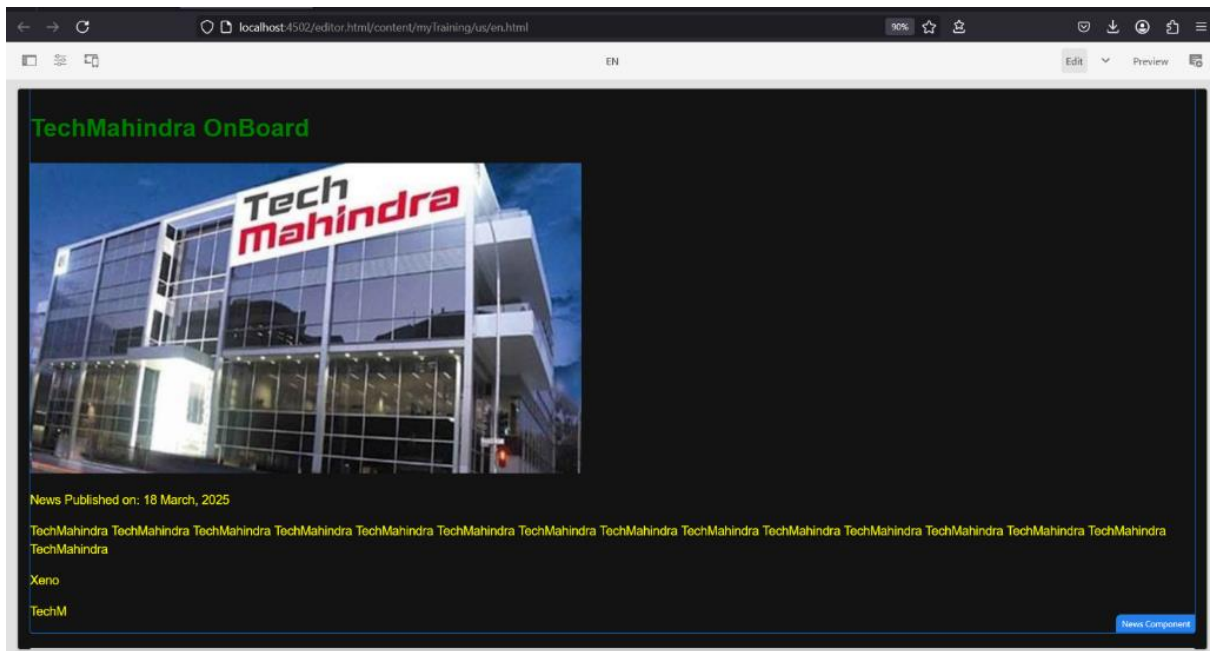 localhost:4502/editor.html/content/myTraining/us/en.html
90%
EN
Edit
Preview
TechMahindra OnBoard
Tech
Mahindra
News Published on: 18 March, 2025
TechMahindra TechMahindra TechMahindra TechMahindra TechMahindra TechMahindra TechMahindra TechMahindra TechMahindra TechMahindra TechMahindra TechMahindra TechMahindra TechMahindra
TechMahindra
Xeno
TechM
News Component